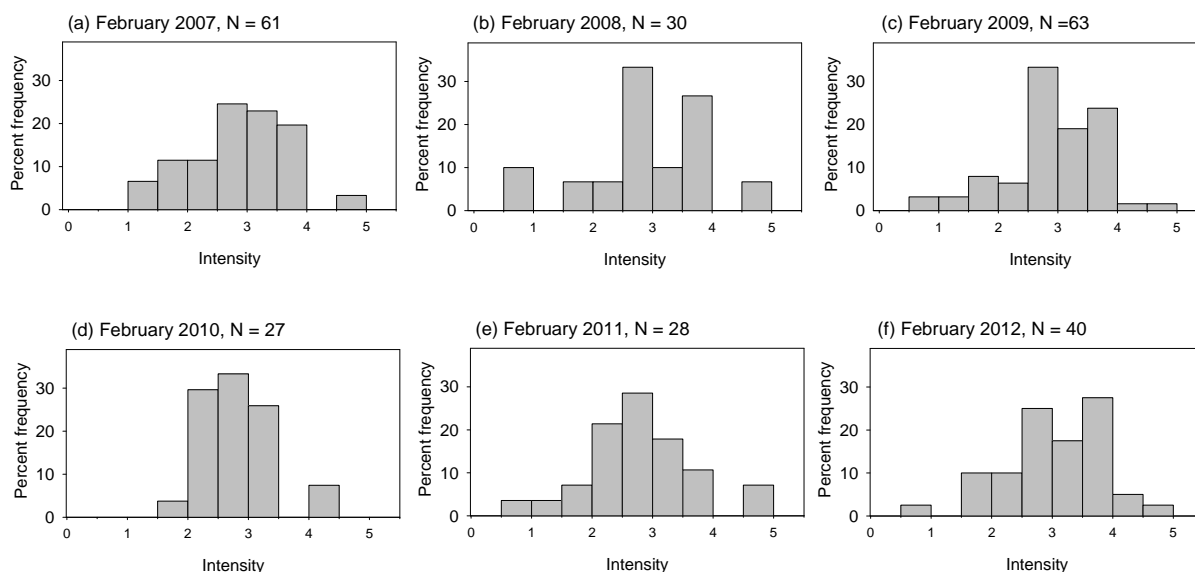 (a) February 2007, N = 61
(b) February 2008, N = 30
(c) February 2009, N =63
Percent frequency
30
20
10
0
0 1 2 3 4 5
Intensity
Percent frequency
30
20
10
0
0 1 2 3 4 5
Intensity
Percent frequency
30
20
10
0
0 1 2 3 4 5
Intensity
(d) February 2010, N = 27
(e) February 2011, N = 28
(f) February 2012, N = 40
Percent frequency
30
20
10
0
0 1 2 3 4 5
Intensity
Percent frequency
30
20
10
0
0 1 2 3 4 5
Intensity
Percent frequency
30
20
10
0
0 1 2 3 4 5
Intensity